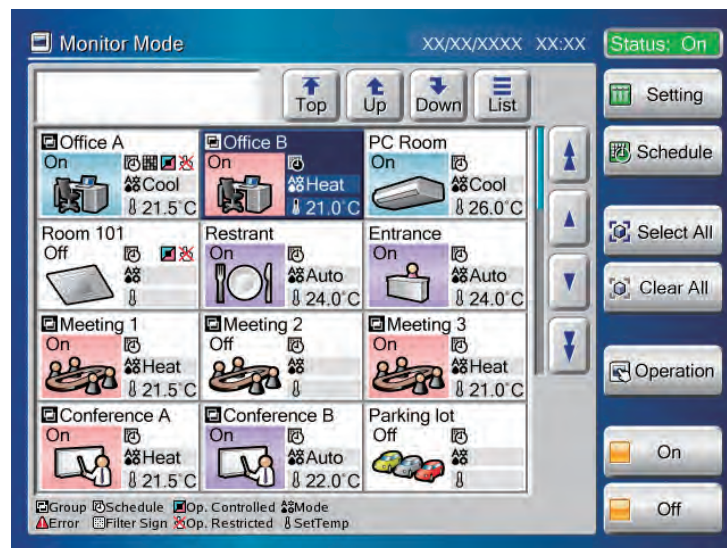 Monitor Mode XX/XX/XXXX XX:XX Status: On
Top Up Down List
Setting
Schedule
Select All
Clear All
Operation
On
Off
Office A
On
Cool
21.5°C
Office B
On
Heat
21.0°C
PC Room
On
Cool
26.0°C
Room 101
Off
Restrant
On
Auto
24.0°C
Entrance
On
Auto
24.0°C
Meeting 1
On
Heat
21.5°C
Meeting 2
Off
Meeting 3
On
Heat
21.0°C
Conference A
On
Heat
21.5°C
Conference B
On
Auto
22.0°C
Parking lot
Off
Group Schedule Op. Controlled Mode
Error Filter Sign Op. Restricted SetTemp